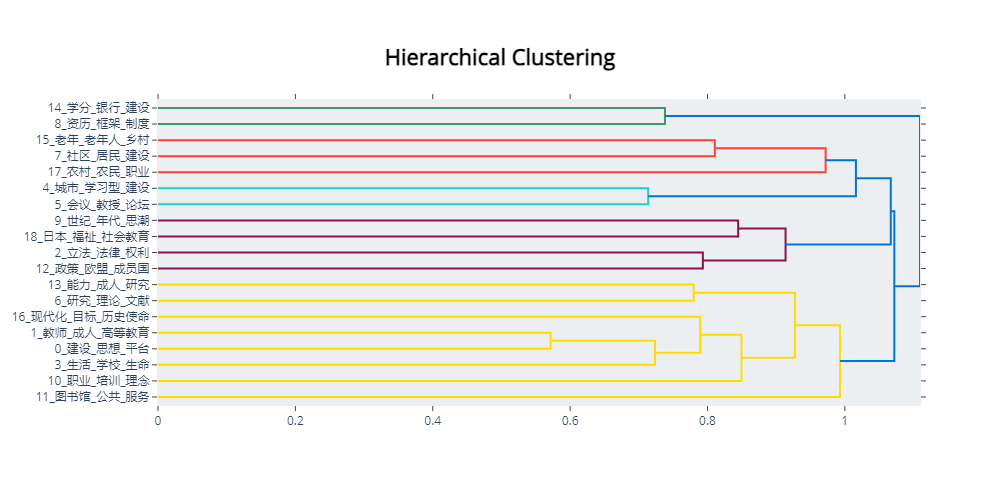 Hierarchical Clustering
14_学分_银行_建设
8_资历_框架_制度
15_老年_老年人_乡村
7_社区_居民_建设
17_农村_农民_职业
4_城市_学习型_建设
5_会议_教授_论坛
9_世纪_年代_思潮
18_日本_福祉_社会教育
2_立法_法律_权利
12_政策_欧盟_成员国
13_能力_成人_研究
6_研究_理论_文献
16_现代化_目标_历史使命
1_教师_成人_高等教育
0_建设_思想_平台
3_生活_学校_生命
10_职业_培训_理念
11_图书馆_公共_服务
0 0.2 0.4 0.6 0.8 1